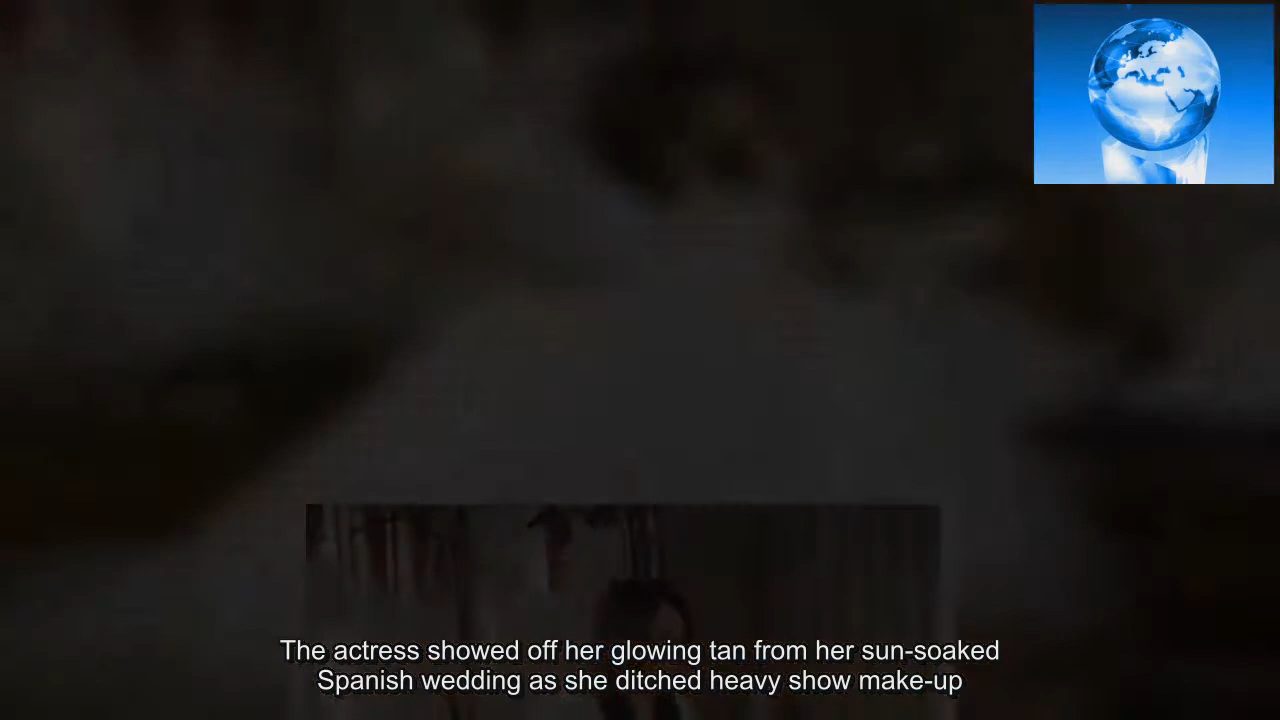 The actress showed off her glowing tan from her sun-soaked
Spanish wedding as she ditched heavy show make-up